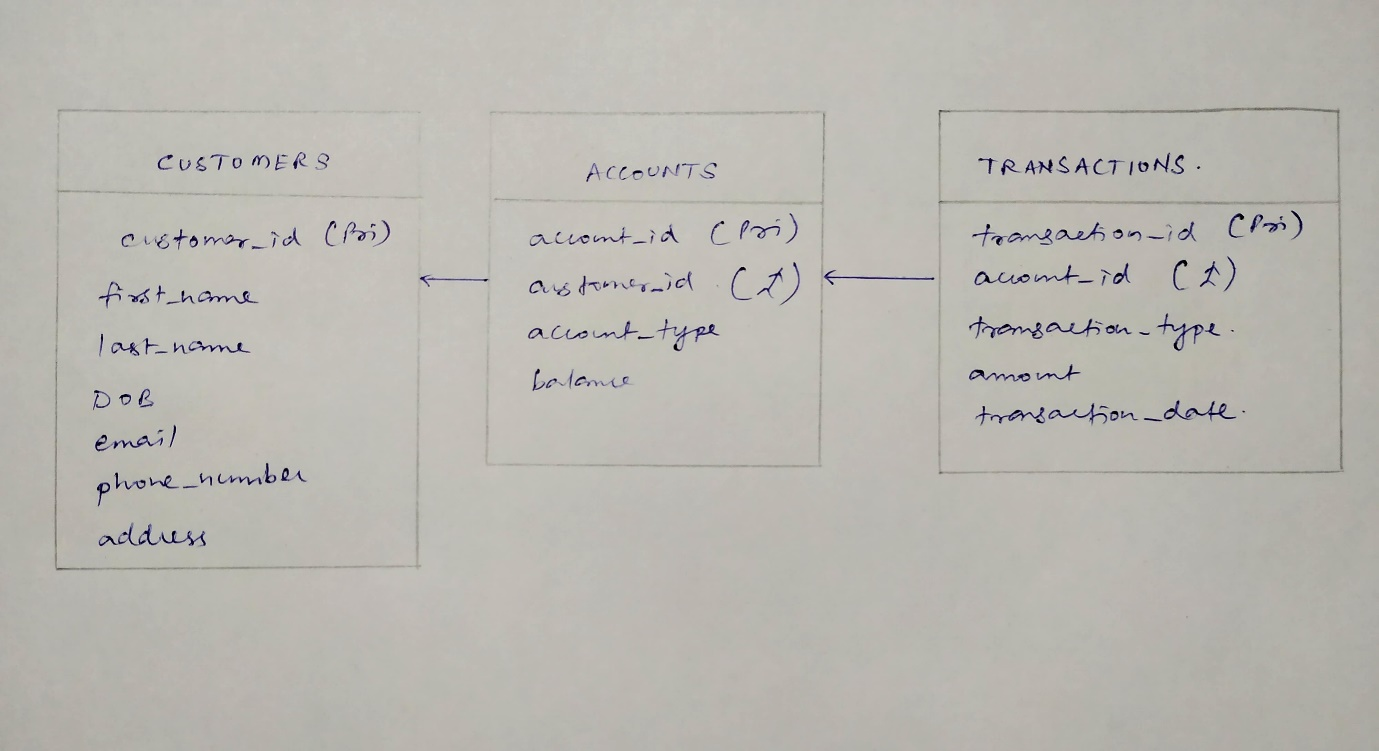 CUSTOMERS
customer_id (Pri)
first_name
last_name
DOB
email
phone_number
address
ACCOUNTS
account_id (Pri)
customer_id
account_type
balance
TRANSACTIONS.
transaction_id (Pri)
account_id
transaction_type.
amount
transaction_date.